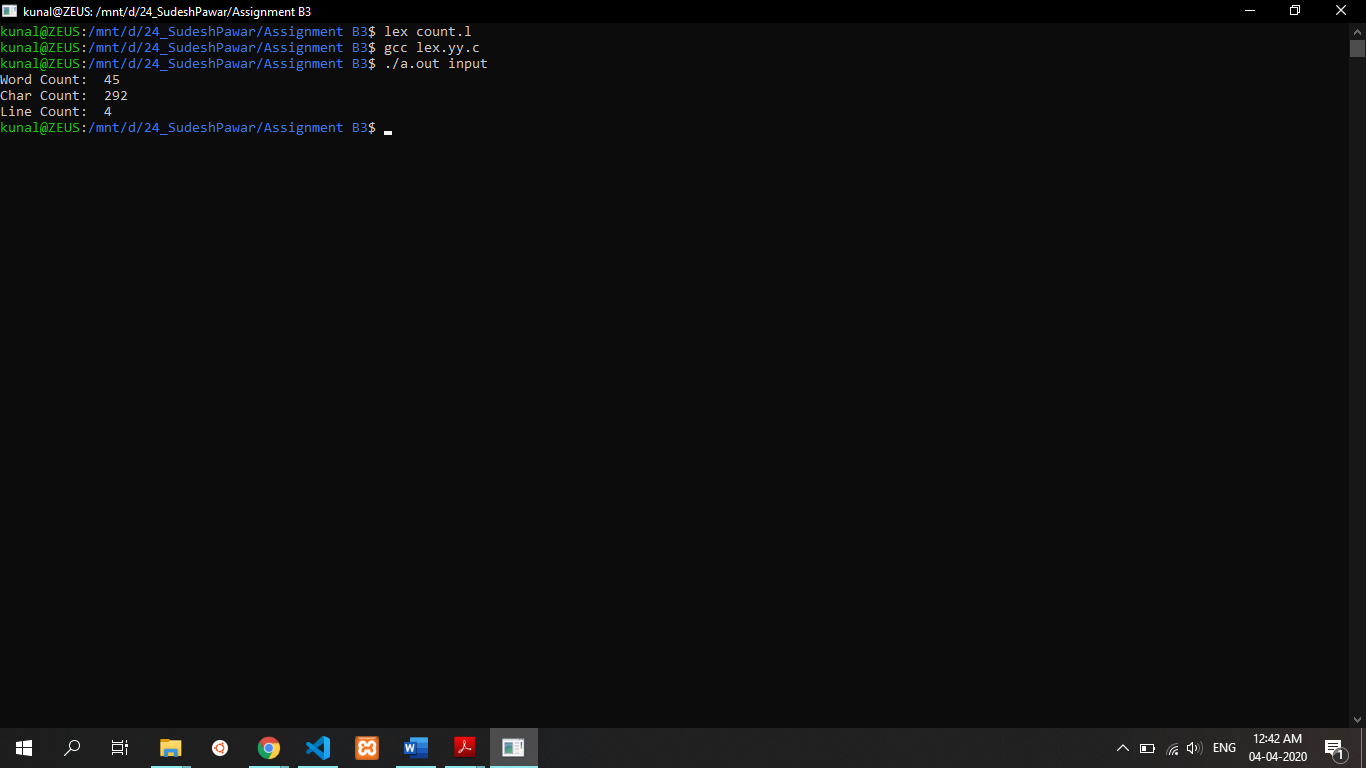 kunal@ZEUS: /mnt/d/24_SudeshPawar/Assignment B3
kunal@ZEUS:/mnt/d/24_SudeshPawar/Assignment B3$ lex count.l
kunal@ZEUS:/mnt/d/24_SudeshPawar/Assignment B3$ gcc lex.yy.c
kunal@ZEUS:/mnt/d/24_SudeshPawar/Assignment B3$ ./a.out input
Word Count:  45
Char Count:  292
Line Count:  4
kunal@ZEUS:/mnt/d/24_SudeshPawar/Assignment B3$
ENG
12:42 AM
04-04-2020
1